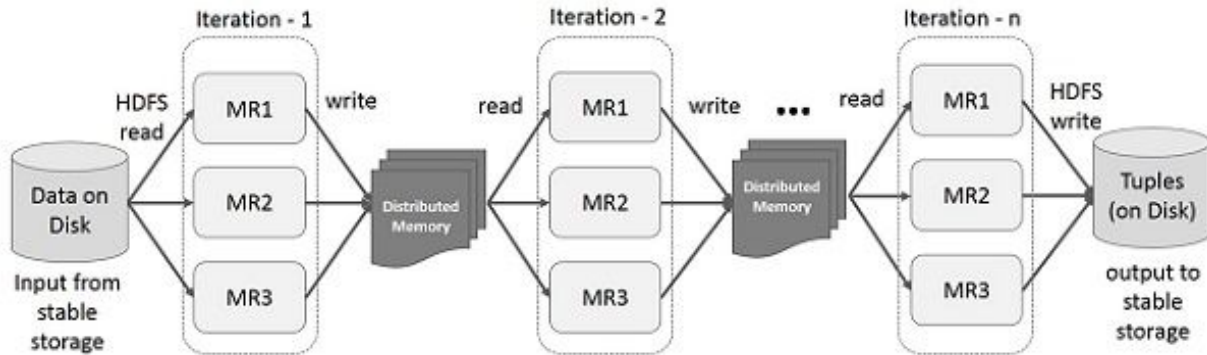 Iteration - 1
Iteration - 2
Iteration - n
HDFS
read
MR1
write
read
MR1
write
...
read
MR1
HDFS
write
Data on
Disk
MR2
Distributed
Memory
MR2
Distributed
Memory
MR2
Tuples
(on Disk)
Input from
stable
storage
MR3
MR3
MR3
output to
stable
storage